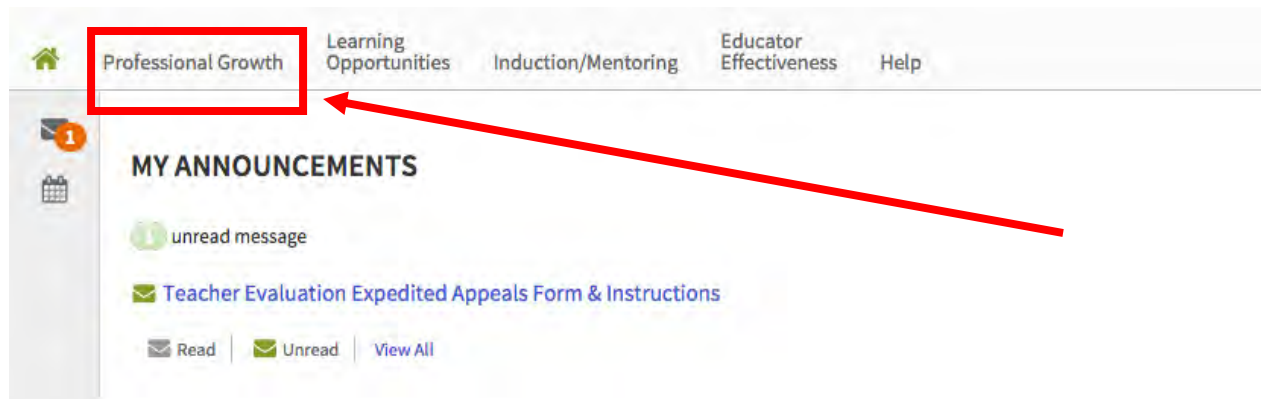 Professional Growth
Learning
Opportunities
Induction/Mentoring
Educator
Effectiveness
Help
1
MY ANNOUNCEMENTS
1 unread message
Teacher Evaluation Expedited Appeals Form & Instructions
Read
Unread
View All